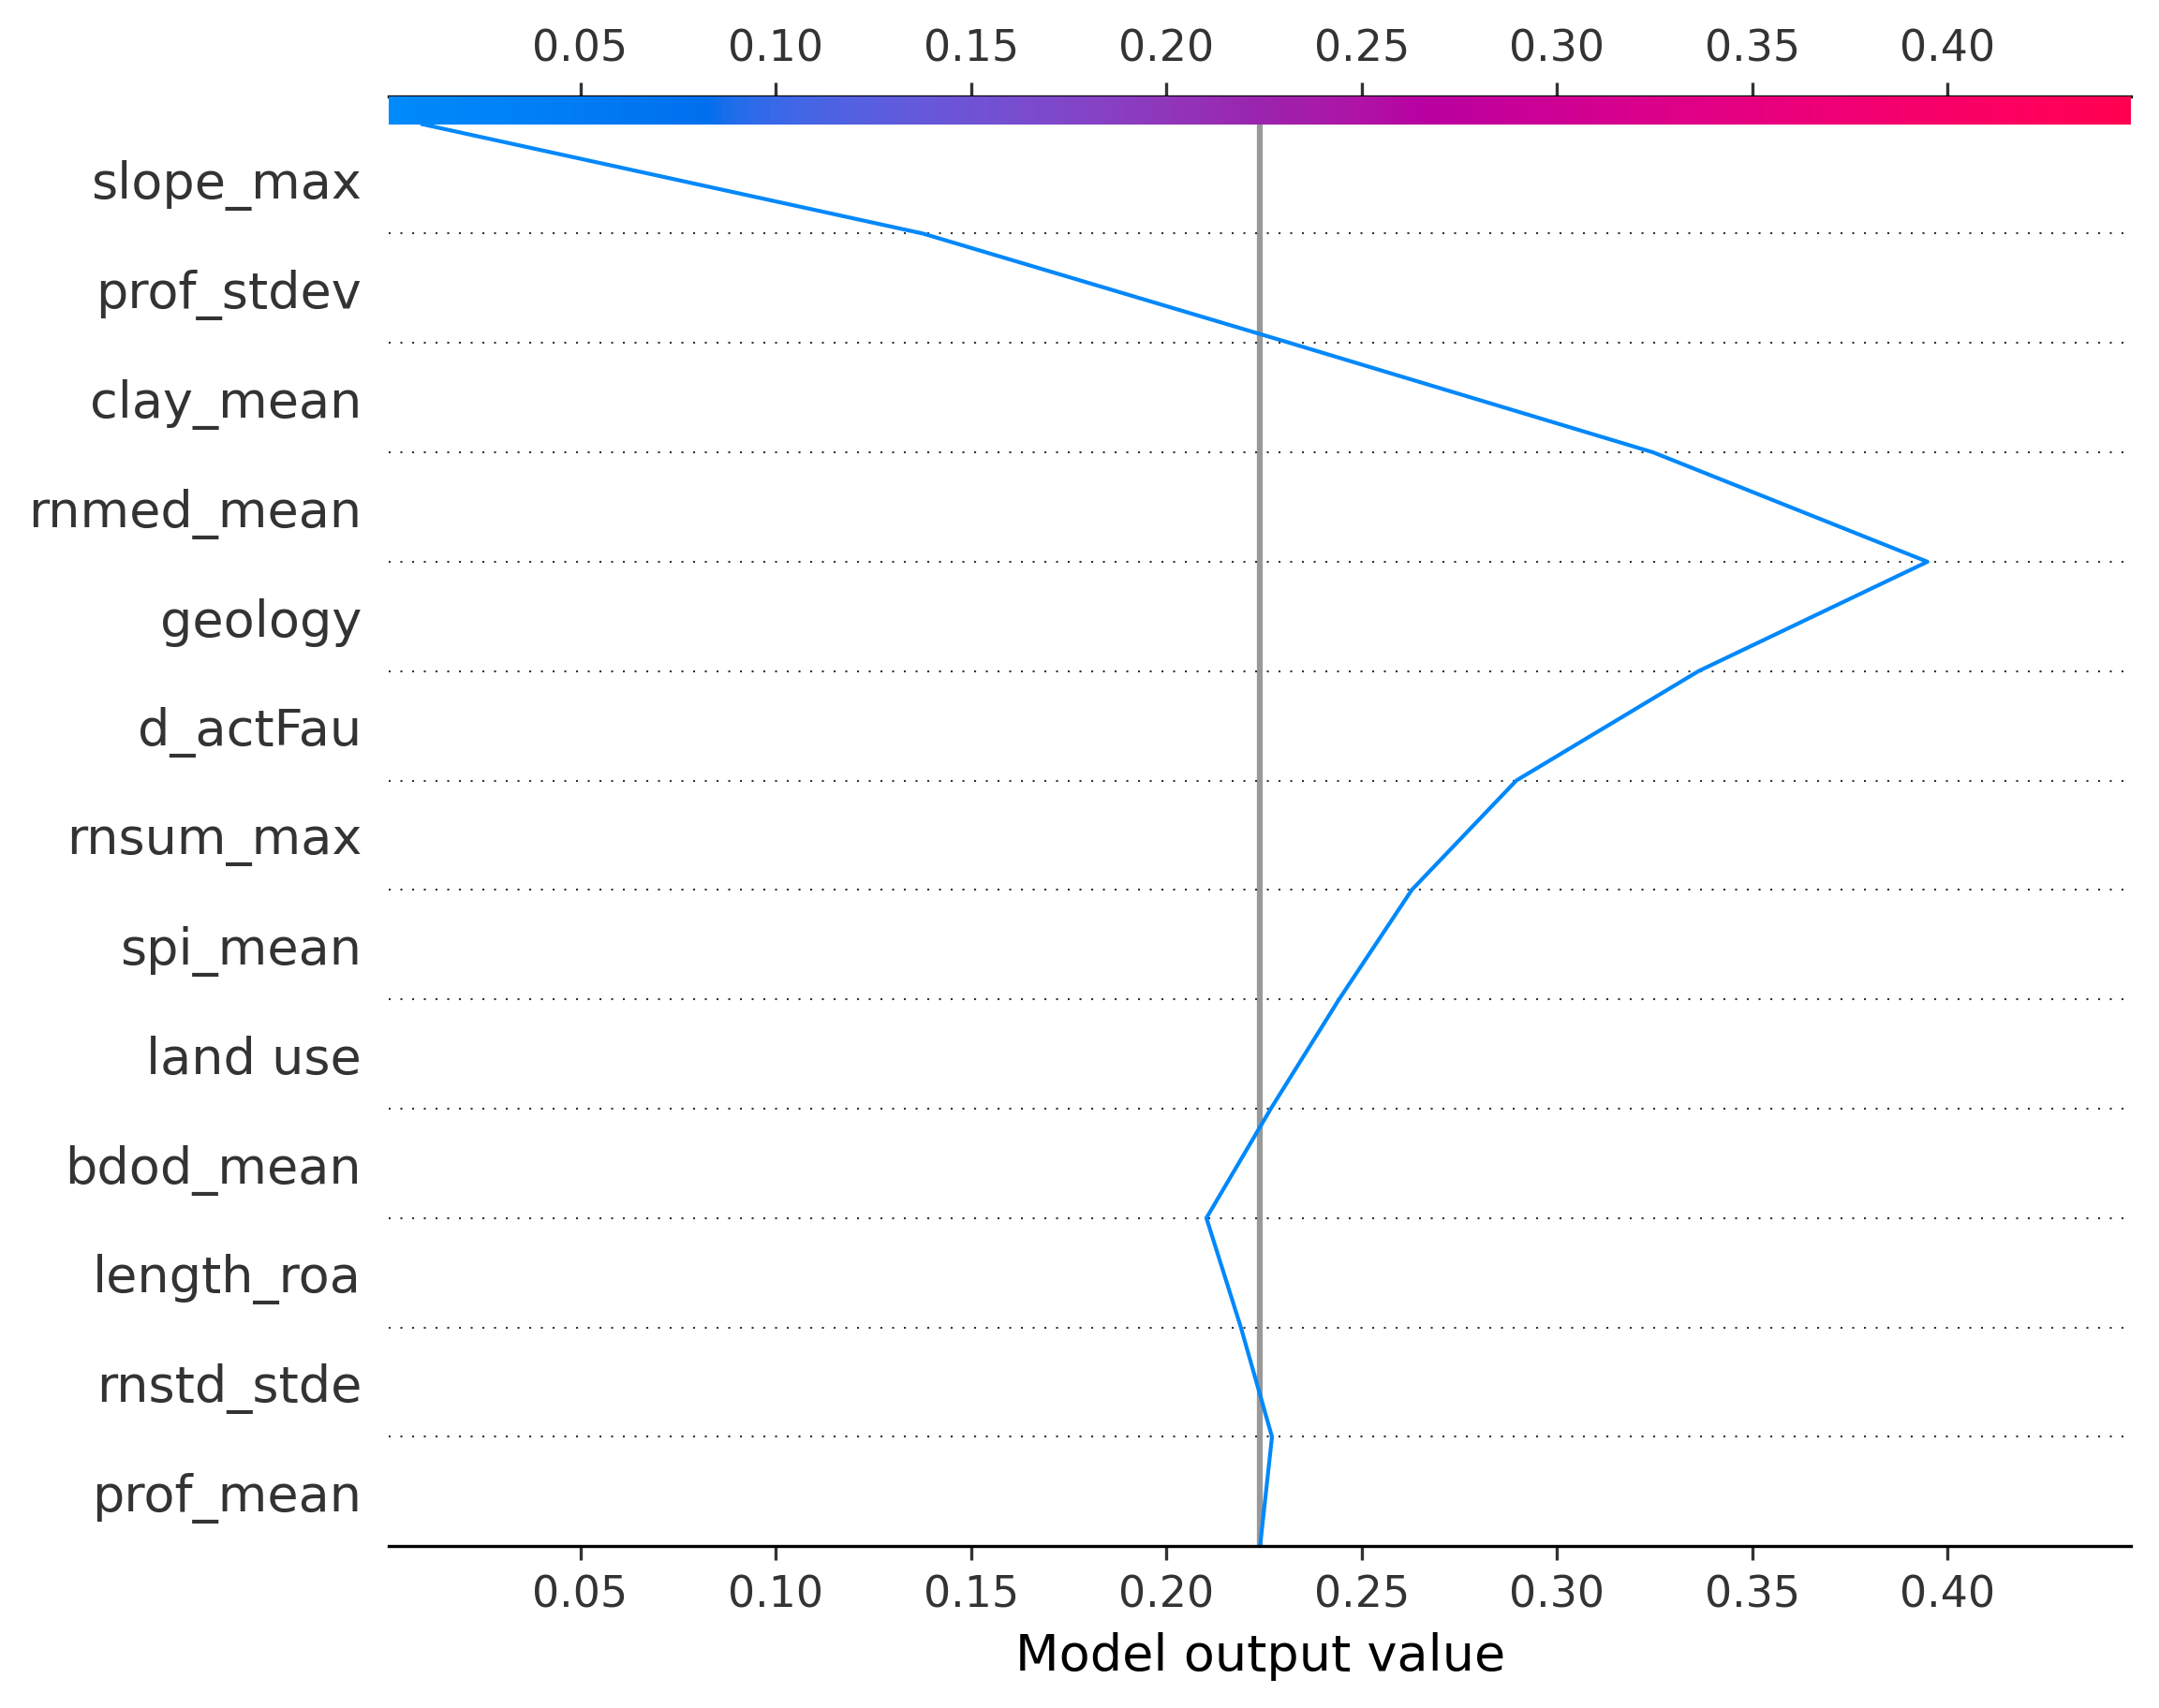 0.05 0.10 0.15 0.20 0.25 0.30 0.35 0.40
slope_max
prof_stdev
clay_mean
rnmed_mean
geology
d_actFau
rnsum_max
spi_mean
land use
bdod_mean
length_roa
rnstd_stde
prof_mean
0.05 0.10 0.15 0.20 0.25 0.30 0.35 0.40
Model output value